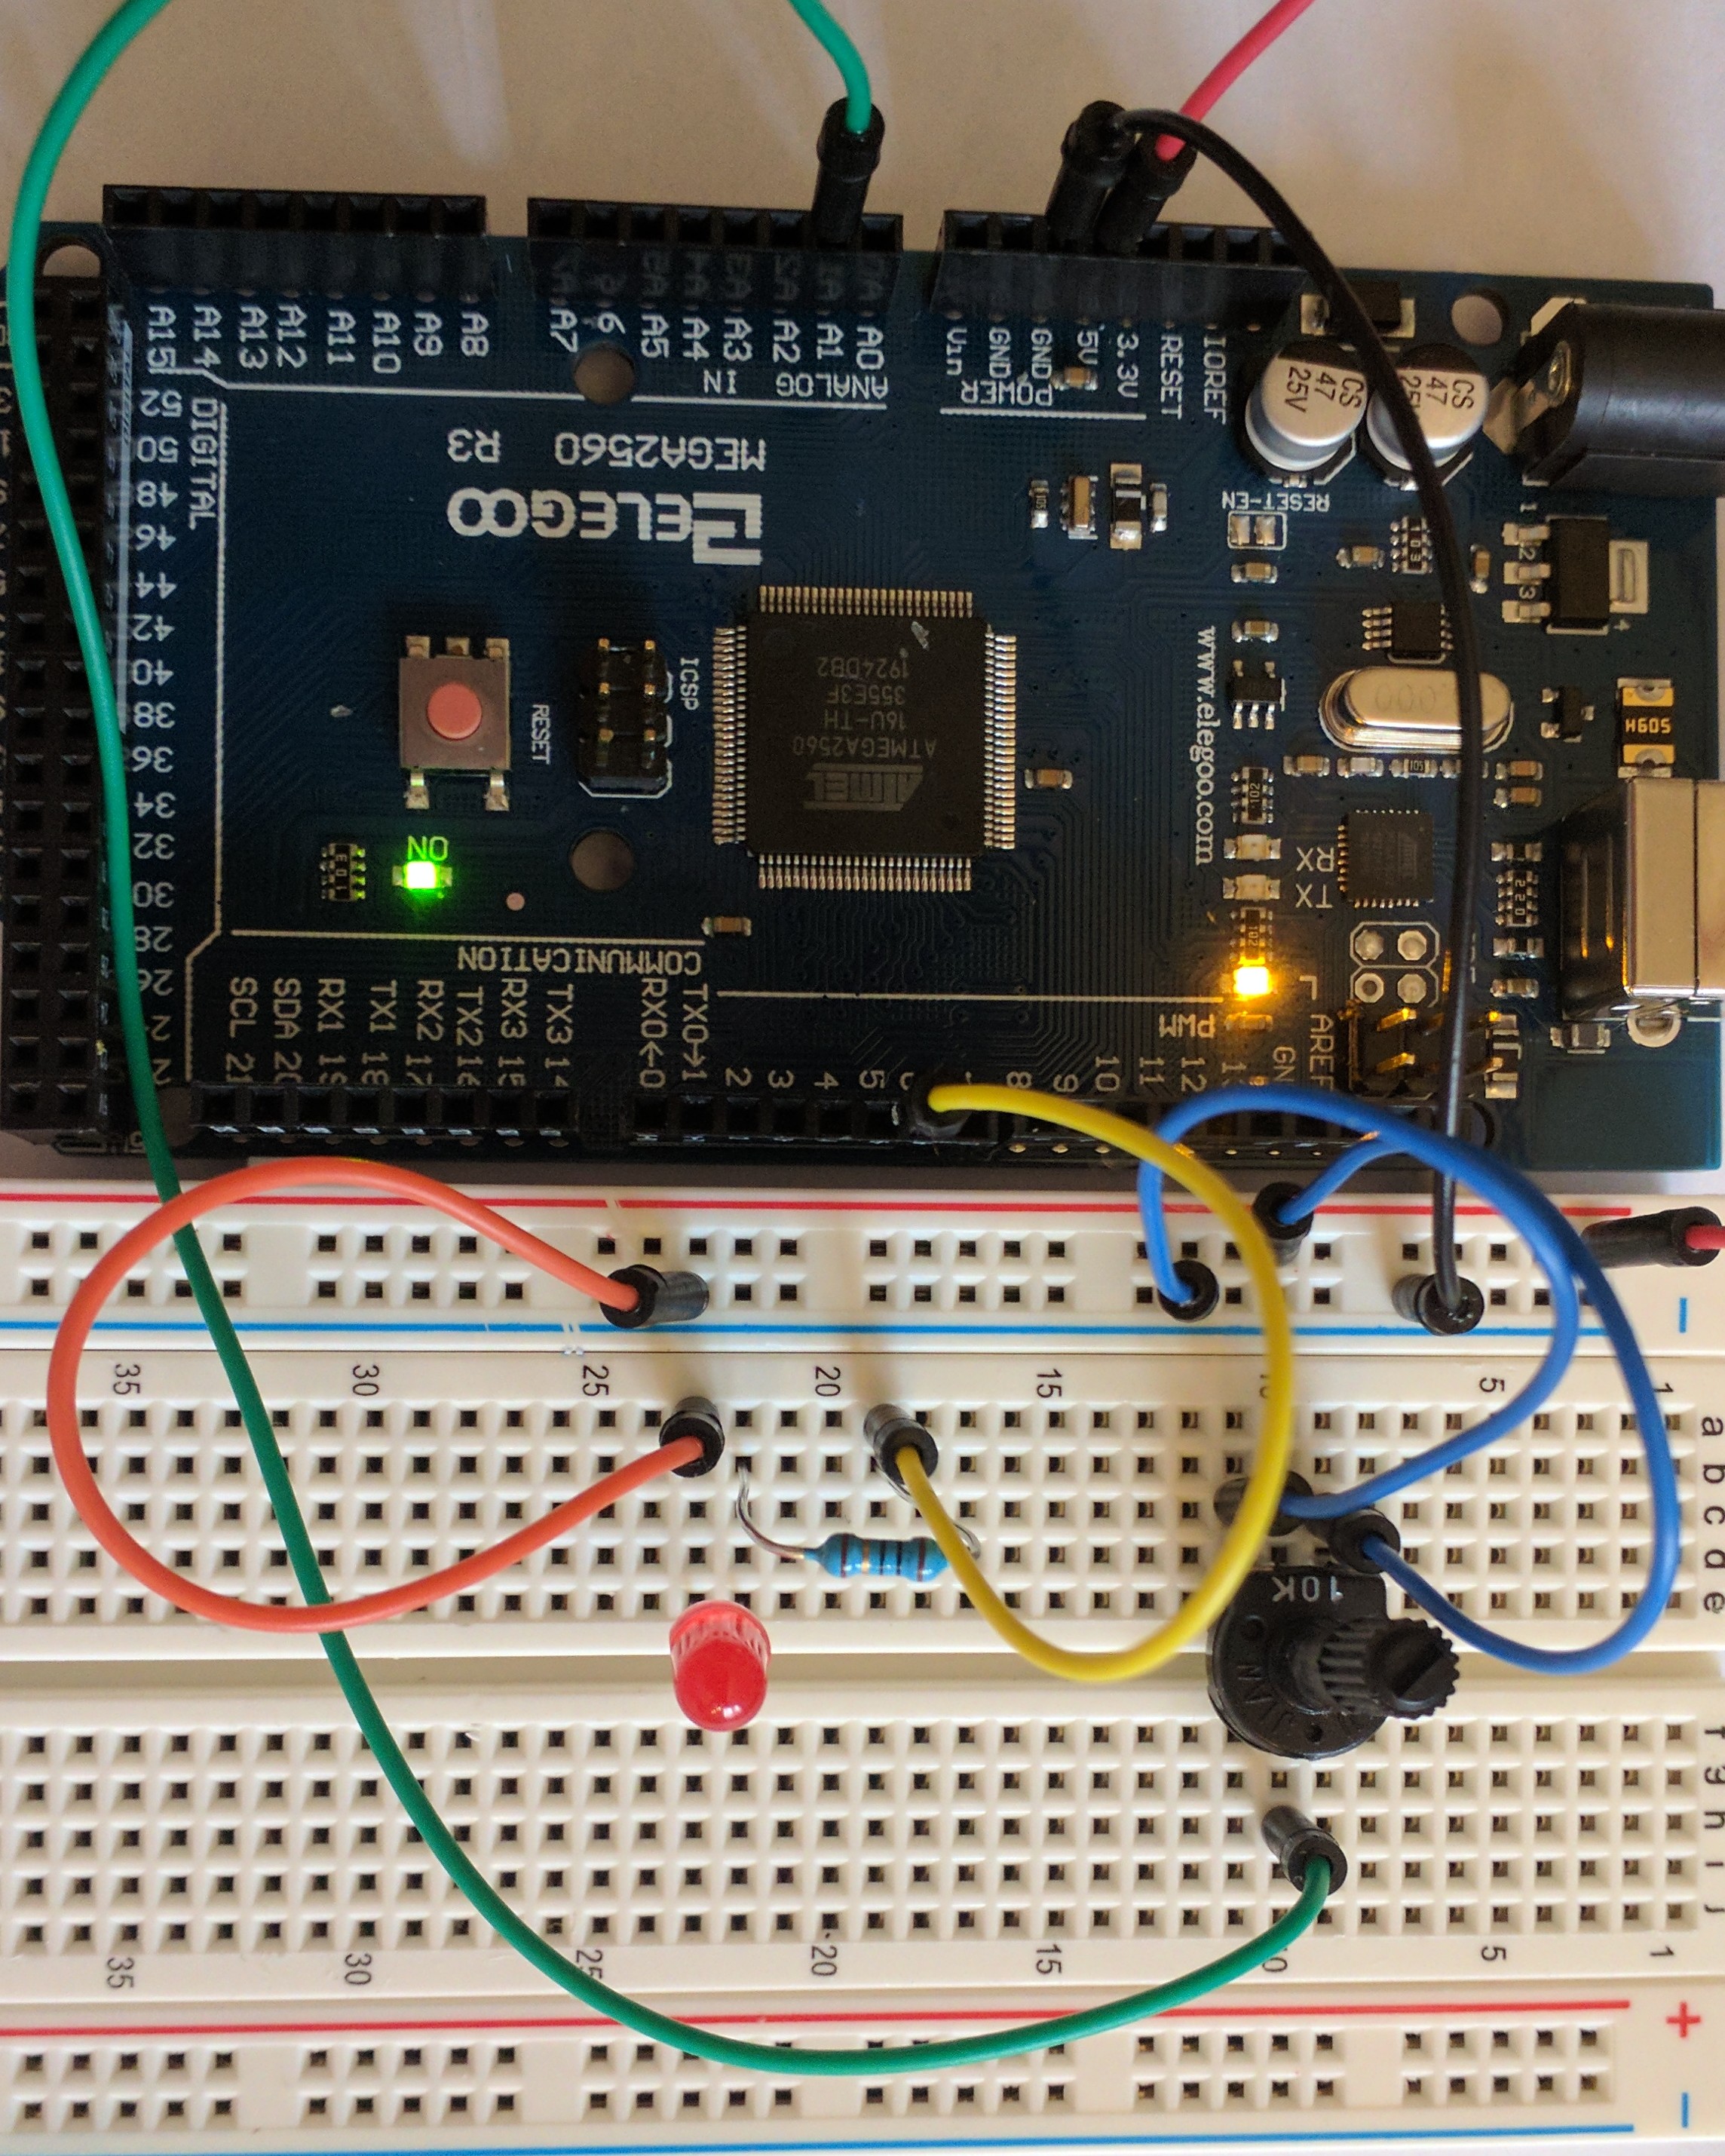 A15
A14
A13
A12
A11
A10
A9
A8
A7
6
A5
A4
A3
A2
A1
A0
ANALOG IN
Vin
GND
GND
5V
3.3V
RESET
IOREF
POWER
CS
47
25V
CS
47
DIGITAL
52
50
48
46
44
42
40
38
36
34
32
30
28
26
MEGA2560 R3
ELEGOO
RESET-EN
www.elegoo.com
ICSP
RESET
ON
ATMEL
ATMEGA2560
16U-TH
355E3F
1924DB2
RX
TX
L
COMMUNICATION
PWM
AREF
SCL 21
SDA 20
RX1 19
TX1 18
RX2 17
TX2 16
RX3 15
TX3 14
RX0←0
TX0→1
2
3
4
5
8
9
10
11
12
35
30
25
20
15
10
5
1
a
b
c
d
e
10K
f
g
h
i
j
35
30
25
20
15
5
1
+
−